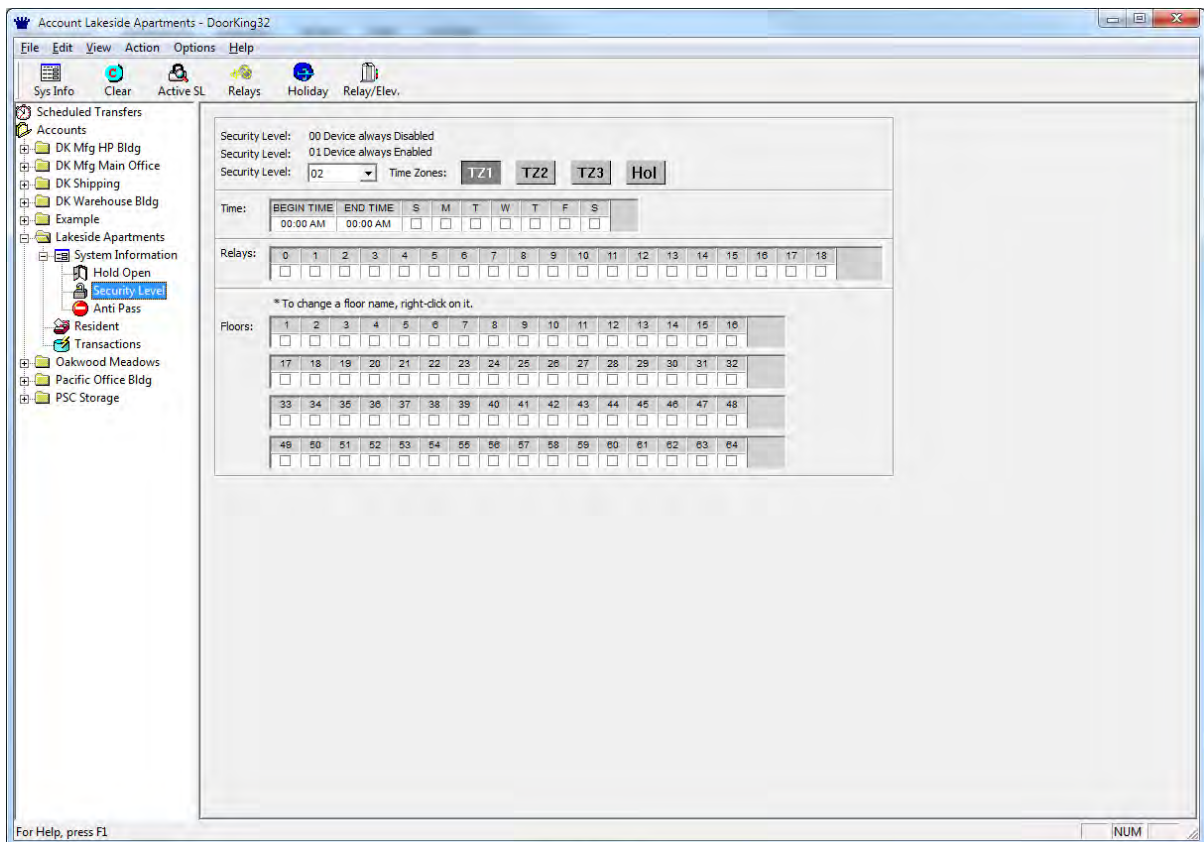 Account Lakeside Apartments - DoorKing32
File Edit View Action Options Help
Sys Info Clear Active SL Relays Holiday Relay/Elev.
Scheduled Transfers
Accounts
DK Mfg HP Bldg
DK Mfg Main Office
DK Shipping
DK Warehouse Bldg
Example
Lakeside Apartments
System Information
Hold Open
Security Level
Anti Pass
Resident
Transactions
Oakwood Meadows
Pacific Office Bldg
PSC Storage
Security Level: 00 Device always Disabled
Security Level: 01 Device always Enabled
Security Level: 02 Time Zones: TZ1 TZ2 TZ3 Hol
Time: BEGIN TIME END TIME S M T W T F S
00:00 AM 00:00 AM
Relays: 0 1 2 3 4 5 6 7 8 9 10 11 12 13 14 15 16 17 18
* To change a floor name, right-click on it.
Floors: 1 2 3 4 5 6 7 8 9 10 11 12 13 14 15 16
17 18 19 20 21 22 23 24 25 26 27 28 29 30 31 32
33 34 35 36 37 38 39 40 41 42 43 44 45 46 47 48
49 50 51 52 53 54 55 56 57 58 59 60 61 62 63 64
For Help, press F1 NUM